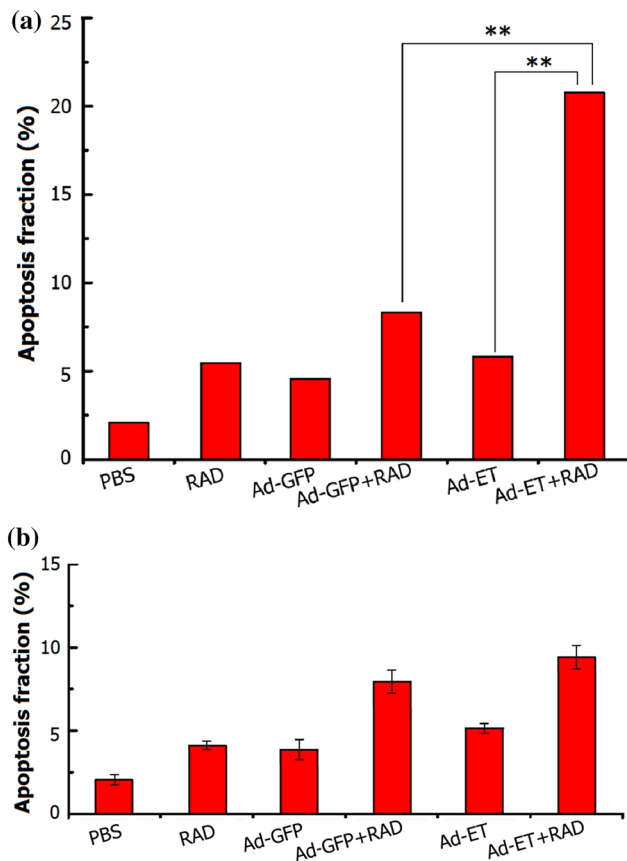 (a)
Apoptosis fraction (%)
25
20
15
10
5
0
**
**
PBS
RAD
Ad-GFP
Ad-GFP+RAD
Ad-ET
Ad-ET+RAD
(b)
Apoptosis fraction (%)
15
10
5
0
PBS
RAD
Ad-GFP
Ad-GFP+RAD
Ad-ET
Ad-ET+RAD